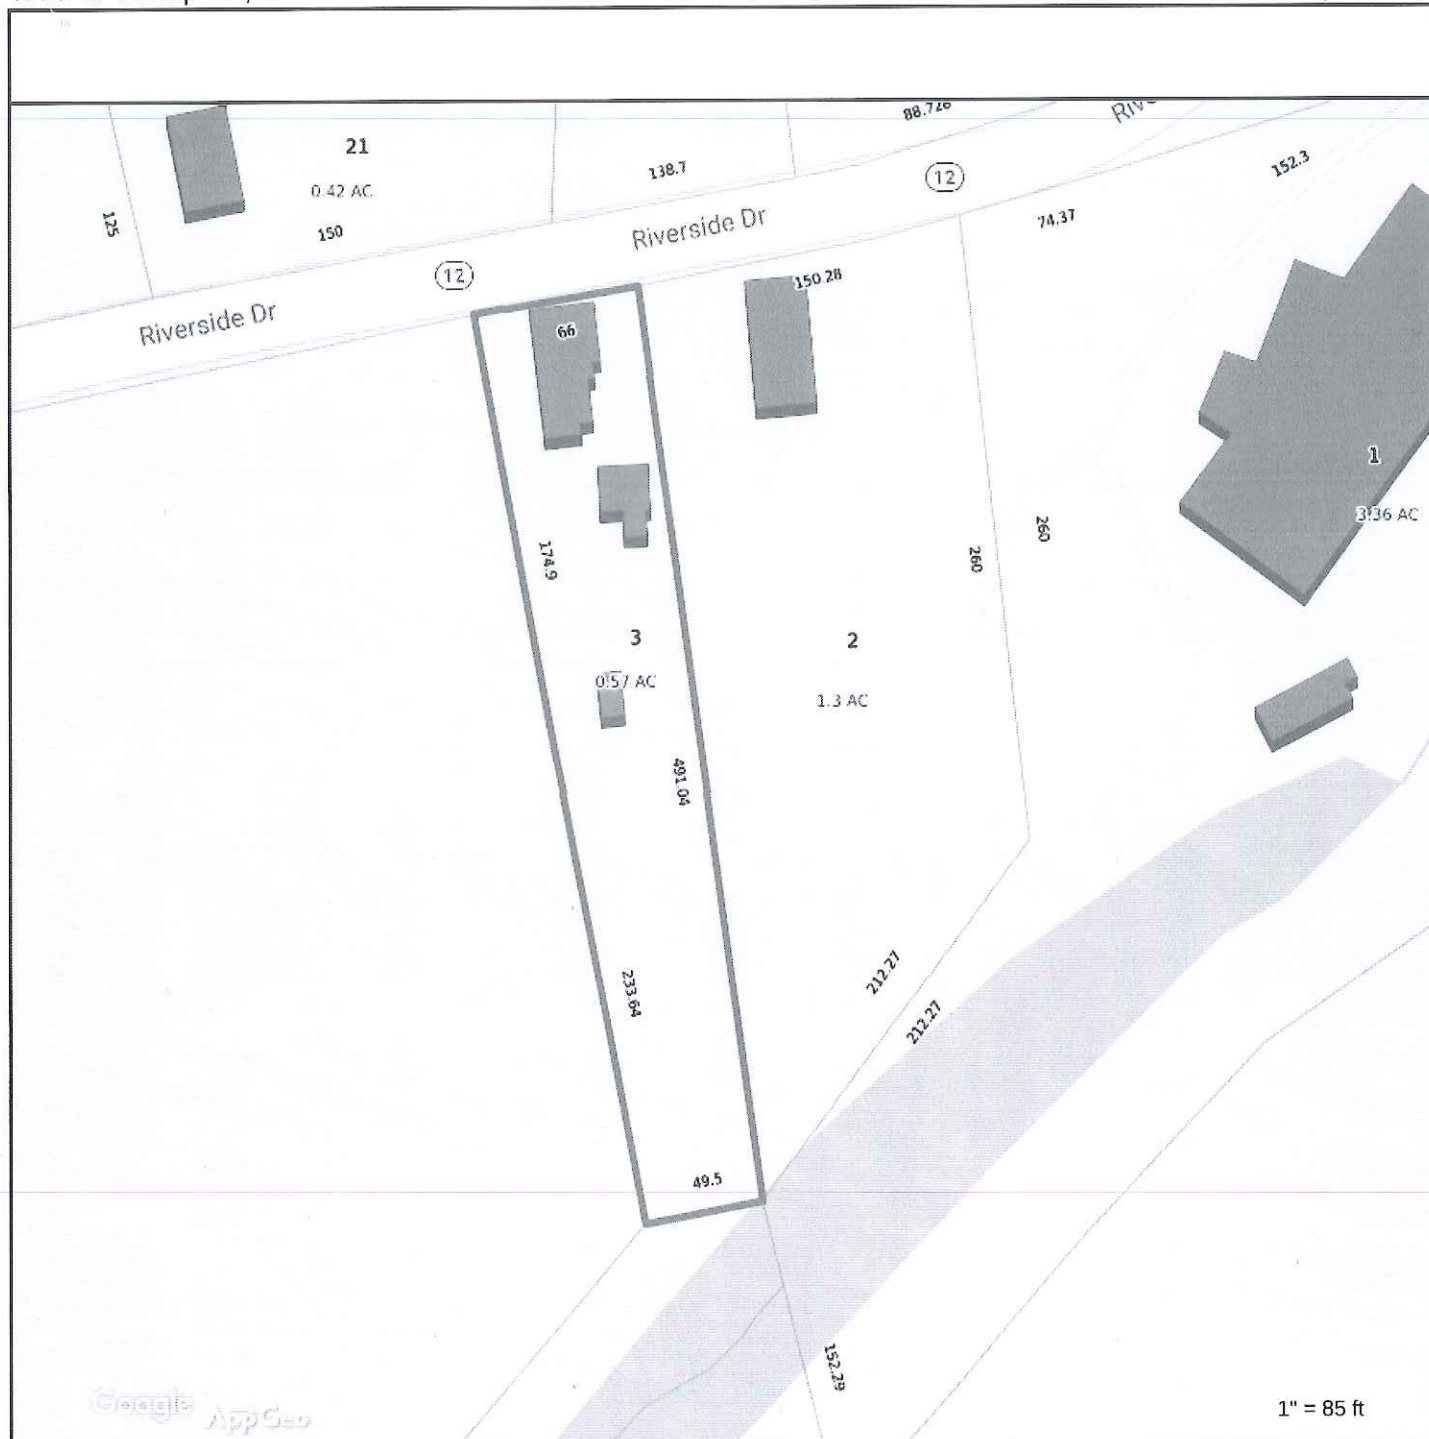 88.726
21
138.7
12
152.3
0.42 AC
125
150
Riverside Dr
74.37
12
150.28
Riverside Dr
66
1
3.36 AC
174.9
260
260
3
2
0.57 AC
1.3 AC
491.04
233.64
212.27
212.27
49.5
152.29
Google
AppGeo
1" = 85 ft